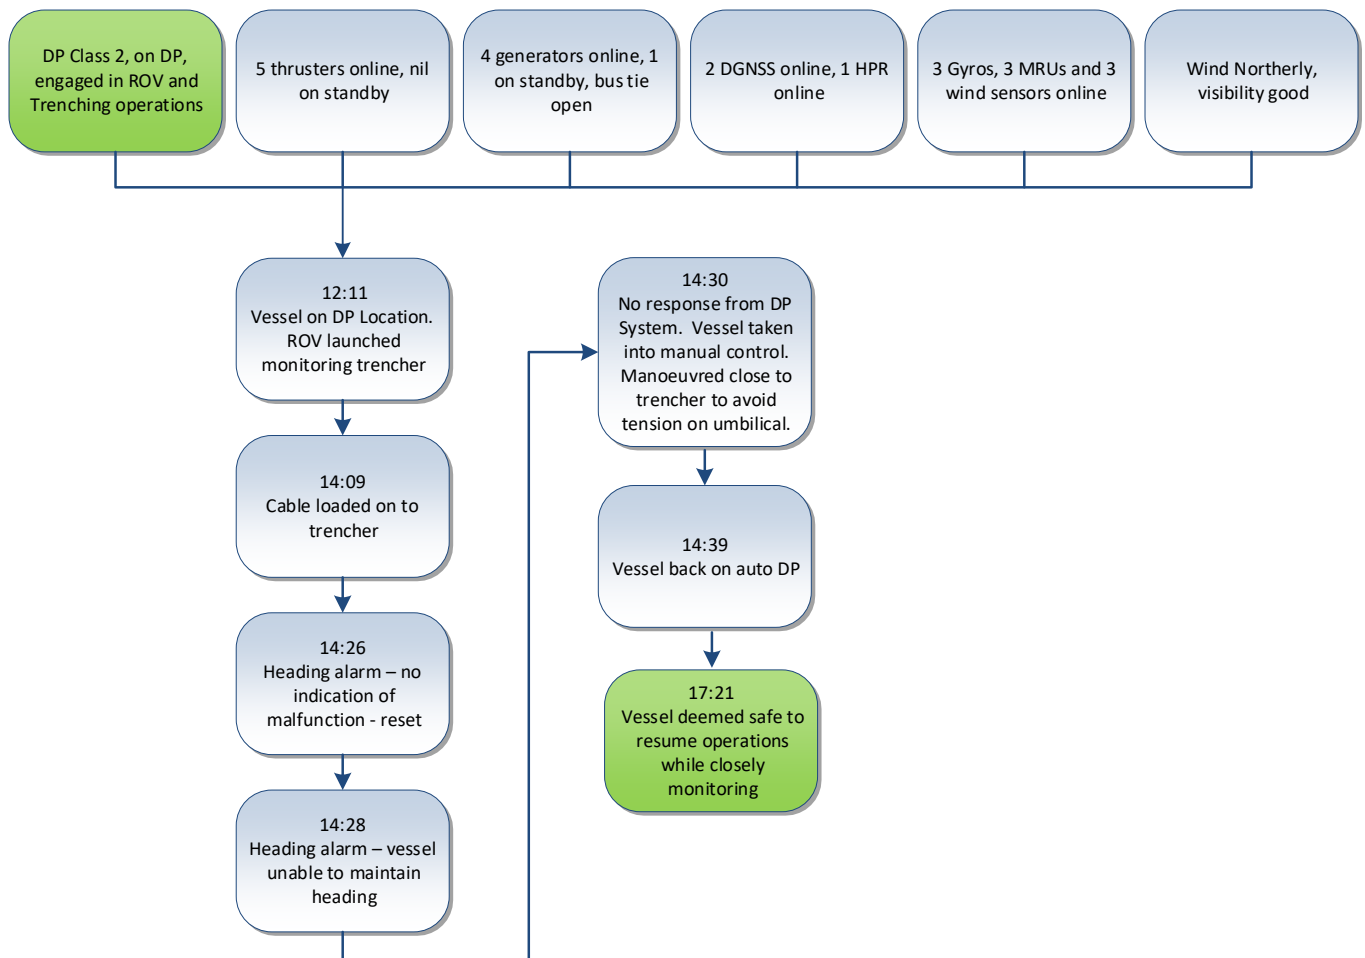 DP Class 2, on DP,
engaged in ROV and
Trenching operations
5 thrusters online, nil
on standby
4 generators online, 1
on standby, bus tie
open
2 DGNSS online, 1 HPR
online
3 Gyros, 3 MRUs and 3
wind sensors online
Wind Northerly,
visibility good
12:11
Vessel on DP Location.
ROV launched
monitoring trencher
14:09
Cable loaded on to
trencher
14:26
Heading alarm – no
indication of
malfunction - reset
14:28
Heading alarm – vessel
unable to maintain
heading
14:30
No response from DP
System.  Vessel taken
into manual control.
Manoeuvred close to
trencher to avoid
tension on umbilical.
14:39
Vessel back on auto DP
17:21
Vessel deemed safe to
resume operations
while closely
monitoring